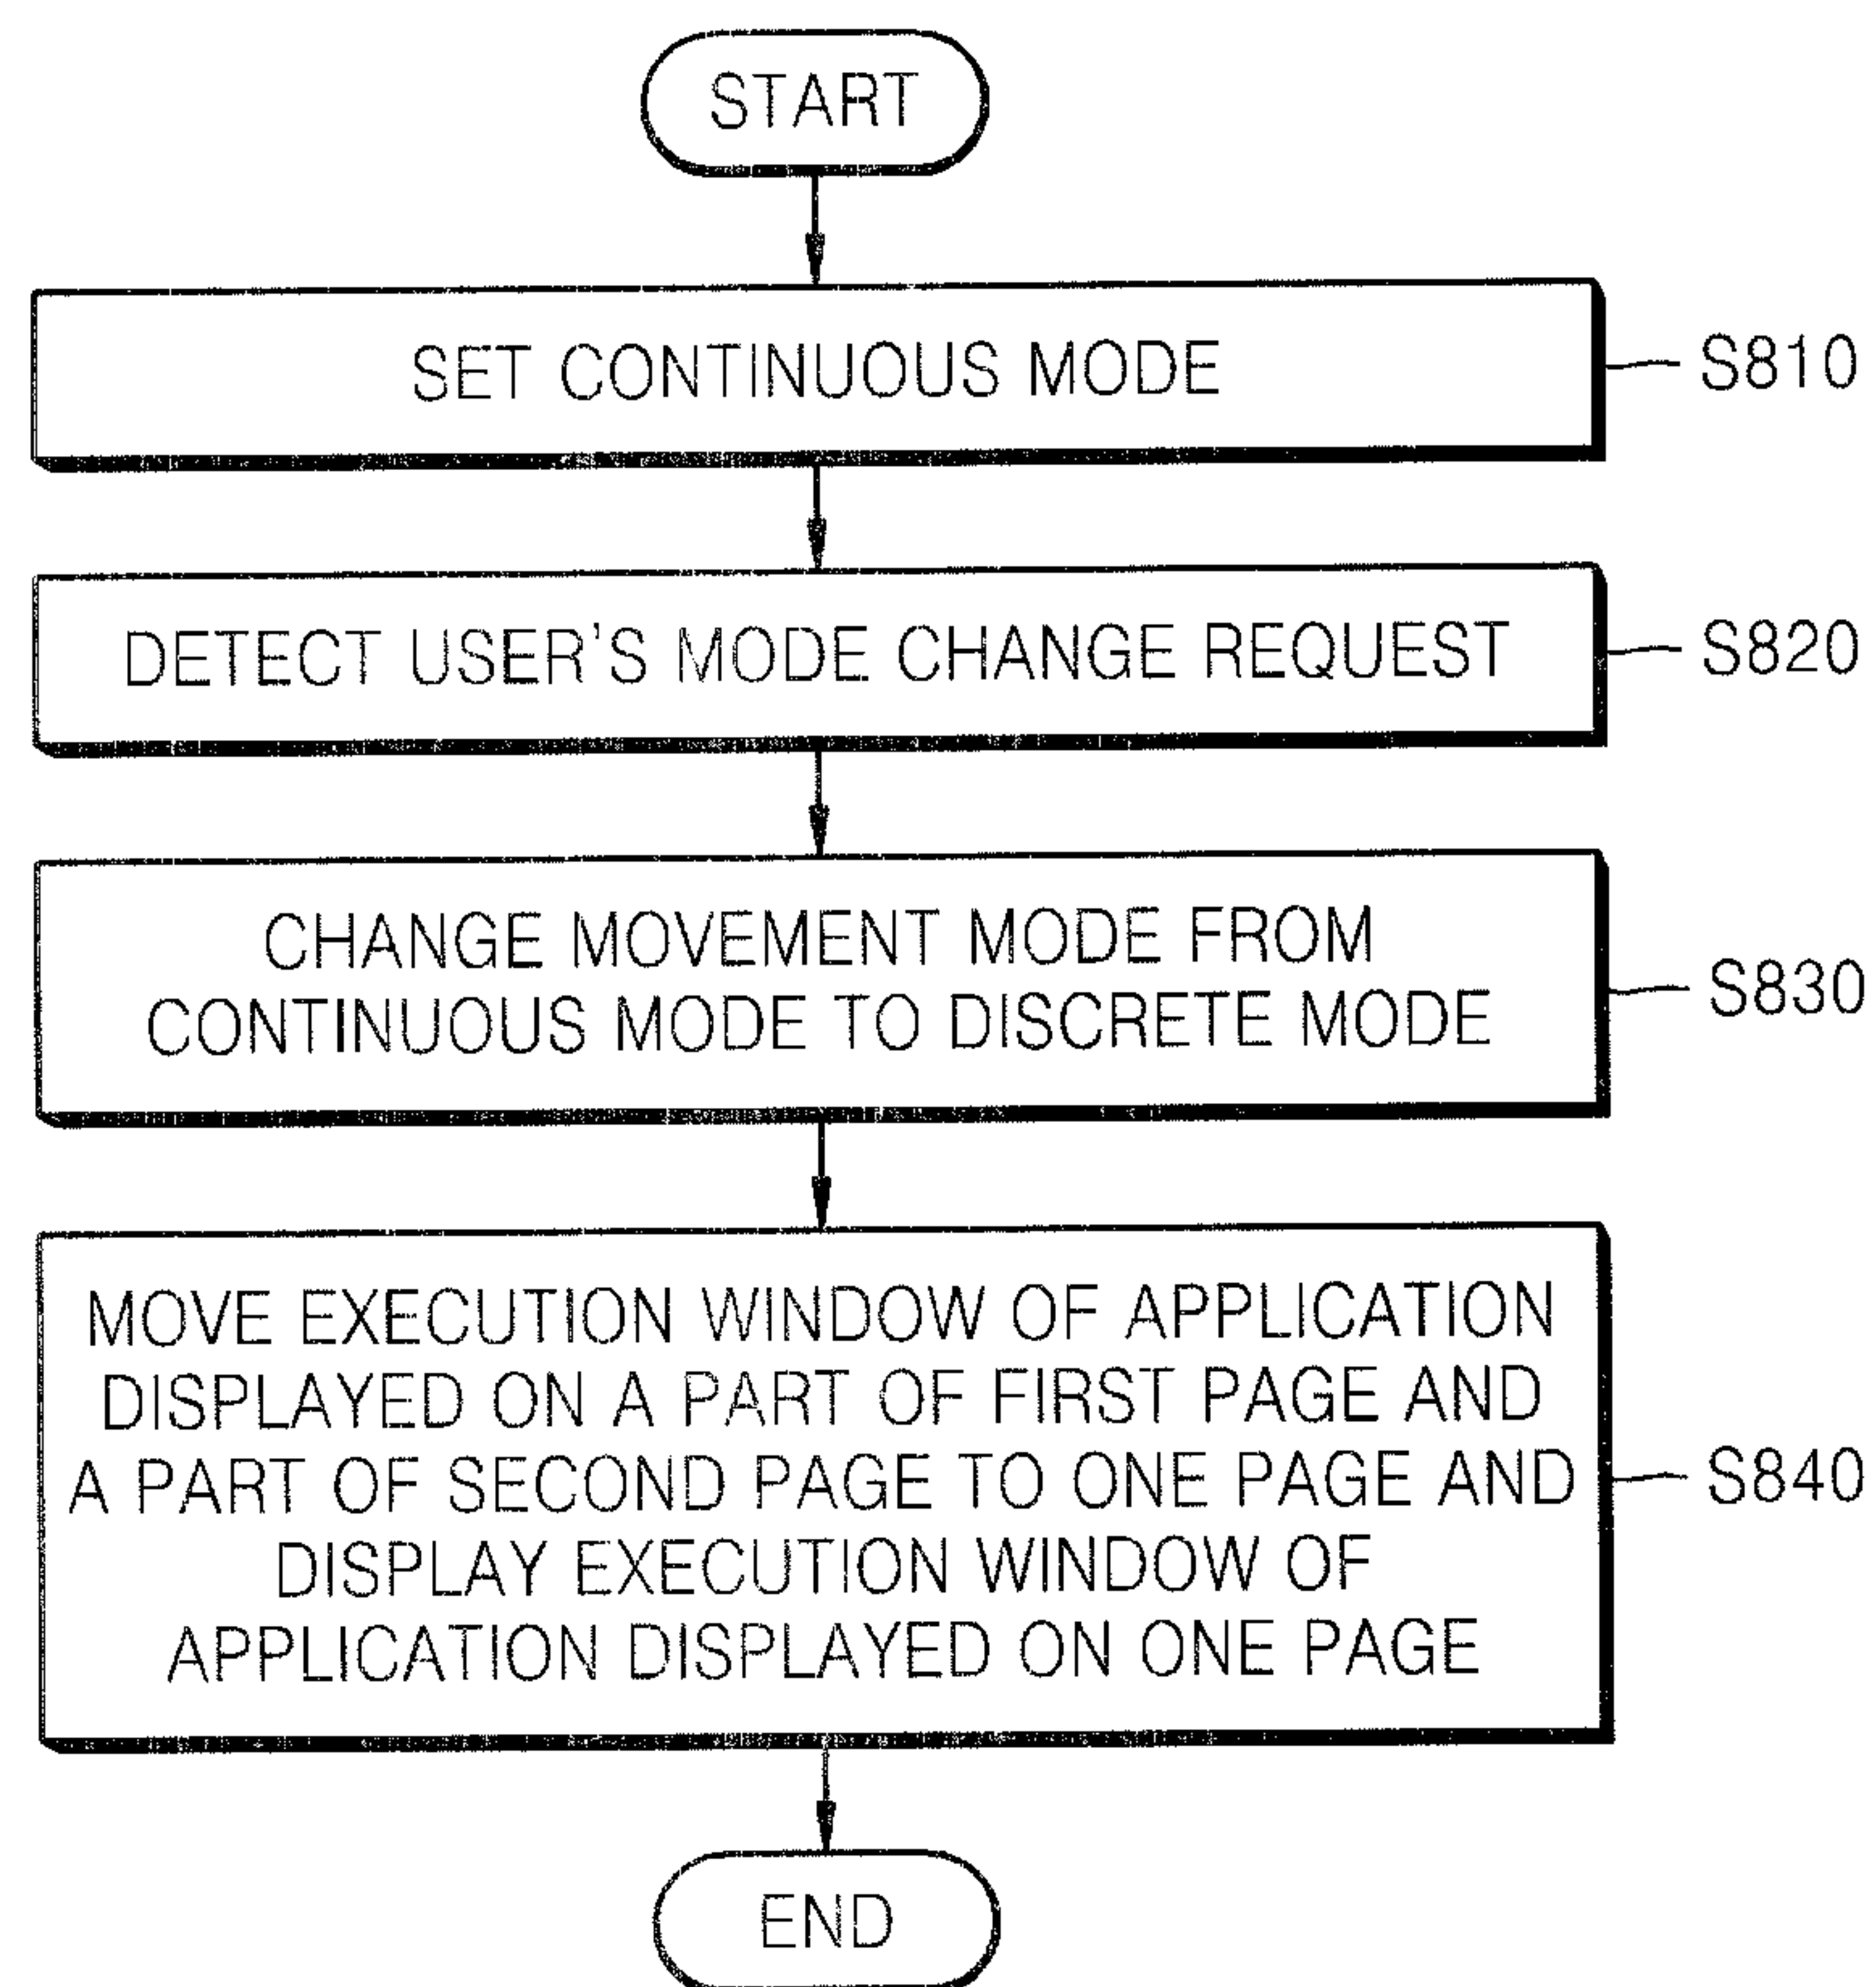 START
SET CONTINUOUS MODE
S810
DETECT USER'S MODE CHANGE REQUEST
S820
CHANGE MOVEMENT MODE FROM
CONTINUOUS MODE TO DISCRETE MODE
S830
MOVE EXECUTION WINDOW OF APPLICATION
DISPLAYED ON A PART OF FIRST PAGE AND
A PART OF SECOND PAGE TO ONE PAGE AND
DISPLAY EXECUTION WINDOW OF
APPLICATION DISPLAYED ON ONE PAGE
S840
END